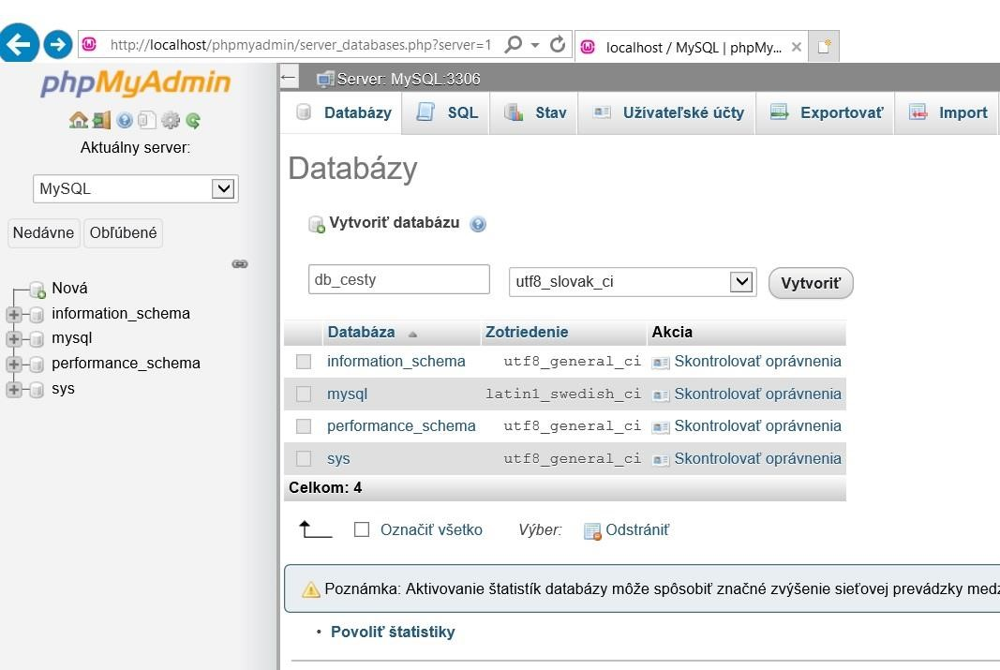 http://localhost/phpmyadmin/server_databases.php?server=1
localhost / MySQL | phpMy...
phpMyAdmin
Aktuálny server:
MySQL
Nedávne Obľúbené
Nová
information_schema
mysql
performance_schema
sys
Server: MySQL:3306
Databázy SQL Stav Užívateľské účty Exportovať Import
Databázy
Vytvoriť databázu
db_cesty utf8_slovak_ci Vytvoriť
Databáza Zotriedenie Akcia
information_schema utf8_general_ci Skontrolovať oprávnenia
mysql latin1_swedish_ci Skontrolovať oprávnenia
performance_schema utf8_general_ci Skontrolovať oprávnenia
sys utf8_general_ci Skontrolovať oprávnenia
Celkom: 4
Označiť všetko Výber: Odstrániť
Poznámka: Aktivovanie štatistík databázy môže spôsobiť značné zvýšenie sieťovej prevádzky medz
• Povoliť štatistiky